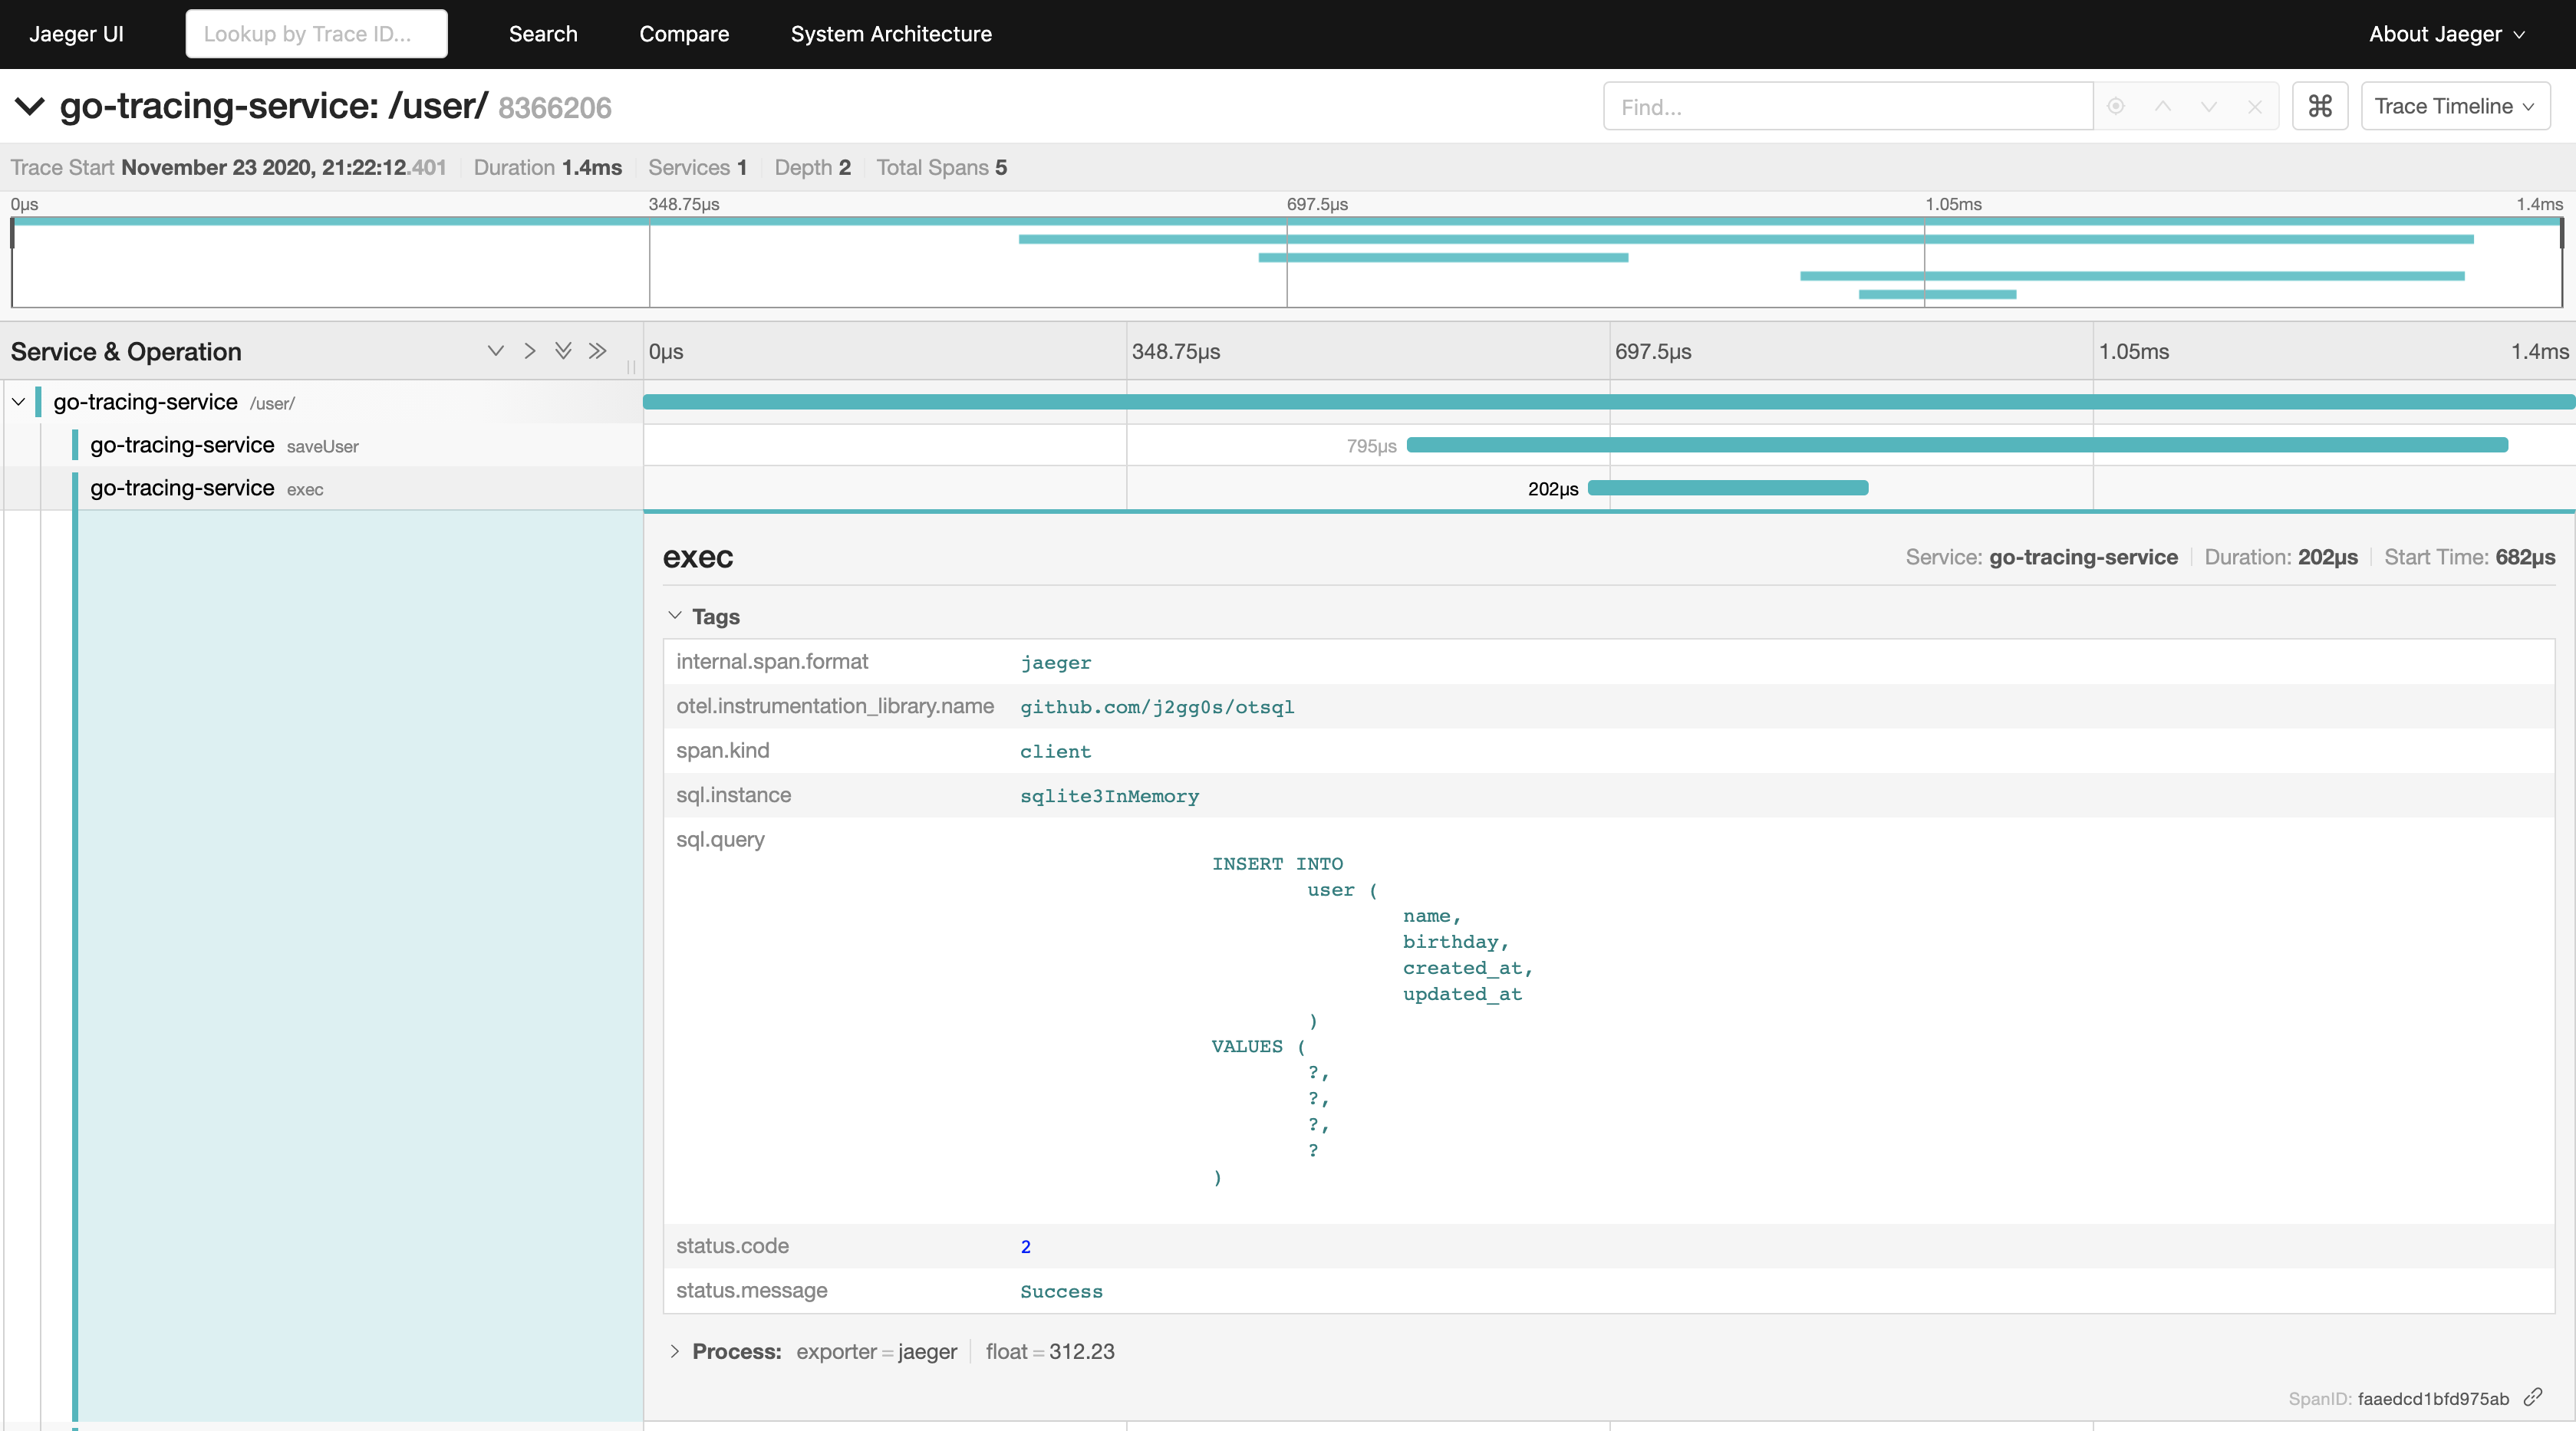 Jaeger UI Lookup by Trace ID... Search Compare System Architecture About Jaeger
go-tracing-service: /user/ 8366206 Find... ⌘ Trace Timeline
Trace Start November 23 2020, 21:22:12.401 Duration 1.4ms Services 1 Depth 2 Total Spans 5
0μs 348.75μs 697.5μs 1.05ms 1.4ms
Service & Operation 0μs 348.75μs 697.5μs 1.05ms 1.4ms
go-tracing-service /user/
go-tracing-service saveUser 795μs
go-tracing-service exec 202μs
exec Service: go-tracing-service Duration: 202μs Start Time: 682μs
Tags
internal.span.format jaeger
otel.instrumentation_library.name github.com/j2gg0s/otsql
span.kind client
sql.instance sqlite3InMemory
sql.query
INSERT INTO
user (
name,
birthday,
created_at,
updated_at
)
VALUES (
?,
?,
?,
?
)
status.code 2
status.message Success
Process: exporter = jaeger float = 312.23
SpanID: faaedcd1bfd975ab